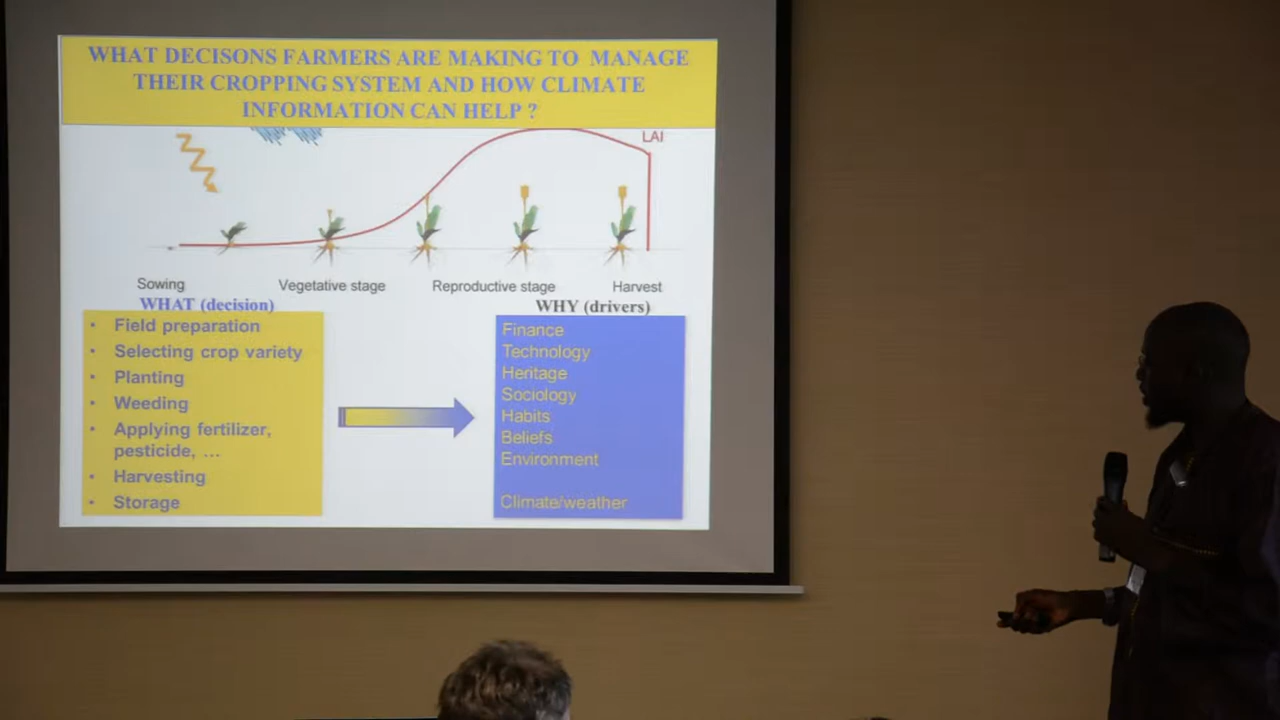 WHAT DECISONS FARMERS ARE MAKING TO MANAGE
THEIR CROPPING SYSTEM AND HOW CLIMATE
INFORMATION CAN HELP ?
LAI
Sowing
Vegetative stage
Reproductive stage
Harvest
WHAT (decision)
• Field preparation
• Selecting crop variety
• Planting
• Weeding
• Applying fertilizer,
pesticide, …
• Harvesting
• Storage
WHY (drivers)
Finance
Technology
Heritage
Sociology
Habits
Beliefs
Environment
Climate/weather